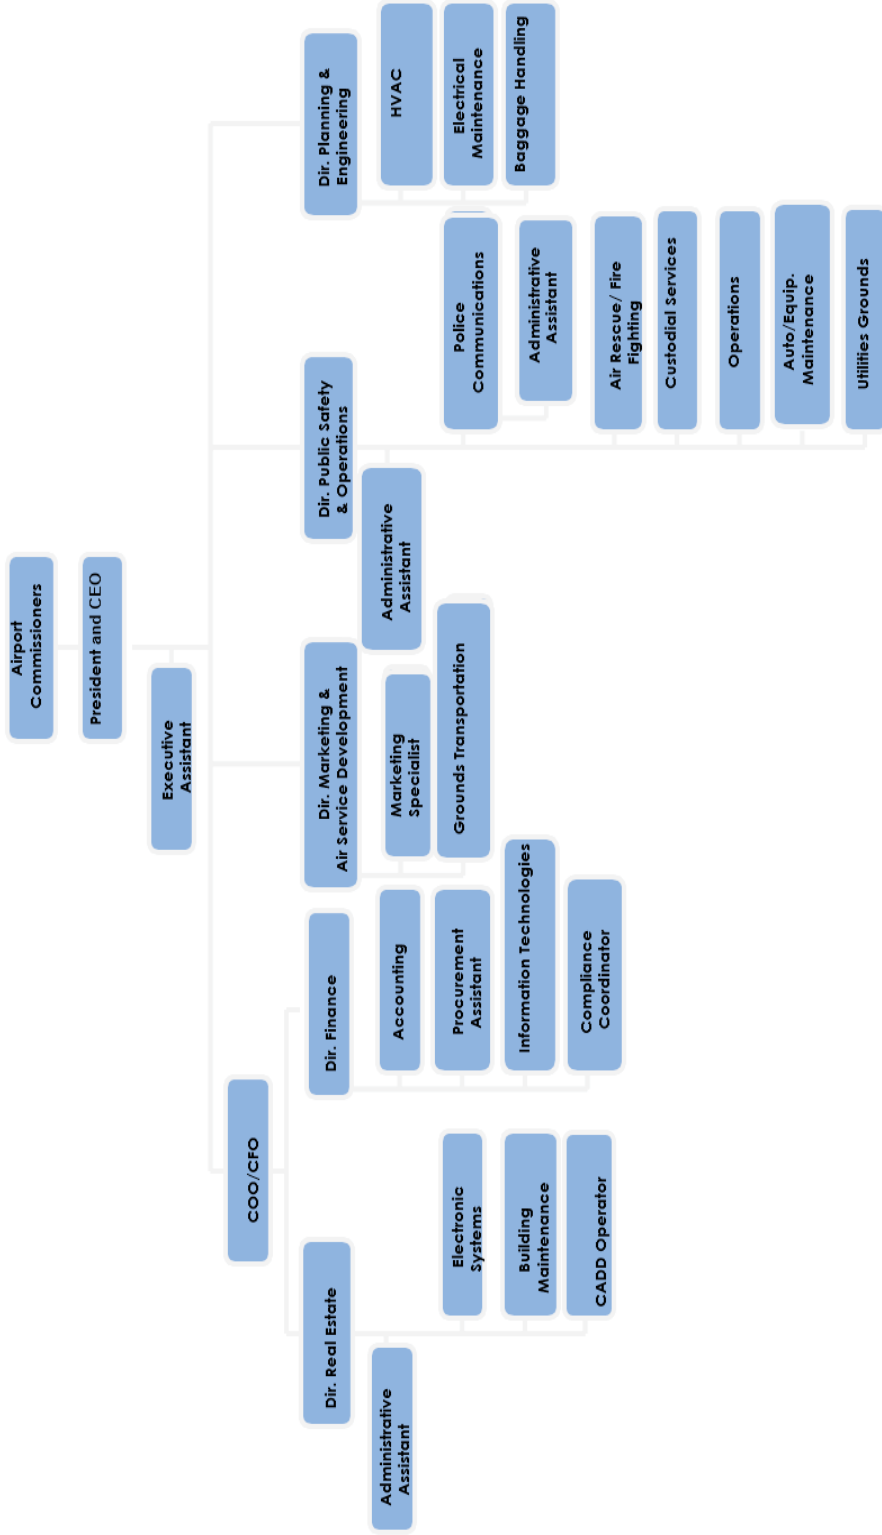 Airport
Commissioners
President and CEO
Executive
Assistant
COO/CFO
Dir. Real Estate
Dir. Finance
Dir. Marketing &
Air Service Development
Dir. Public Safety
& Operations
Dir. Planning &
Engineering
Administrative
Assistant
Electronic
Systems
Building
Maintenance
CADD Operator
Accounting
Procurement
Assistant
Information Technologies
Compliance
Coordinator
Marketing
Specialist
Grounds Transportation
Administrative
Assistant
Police
Communications
Administrative
Assistant
Air Rescue/ Fire
Fighting
Custodial Services
Operations
Auto/Equip.
Maintenance
Utilities Grounds
HVAC
Electrical
Maintenance
Baggage Handling